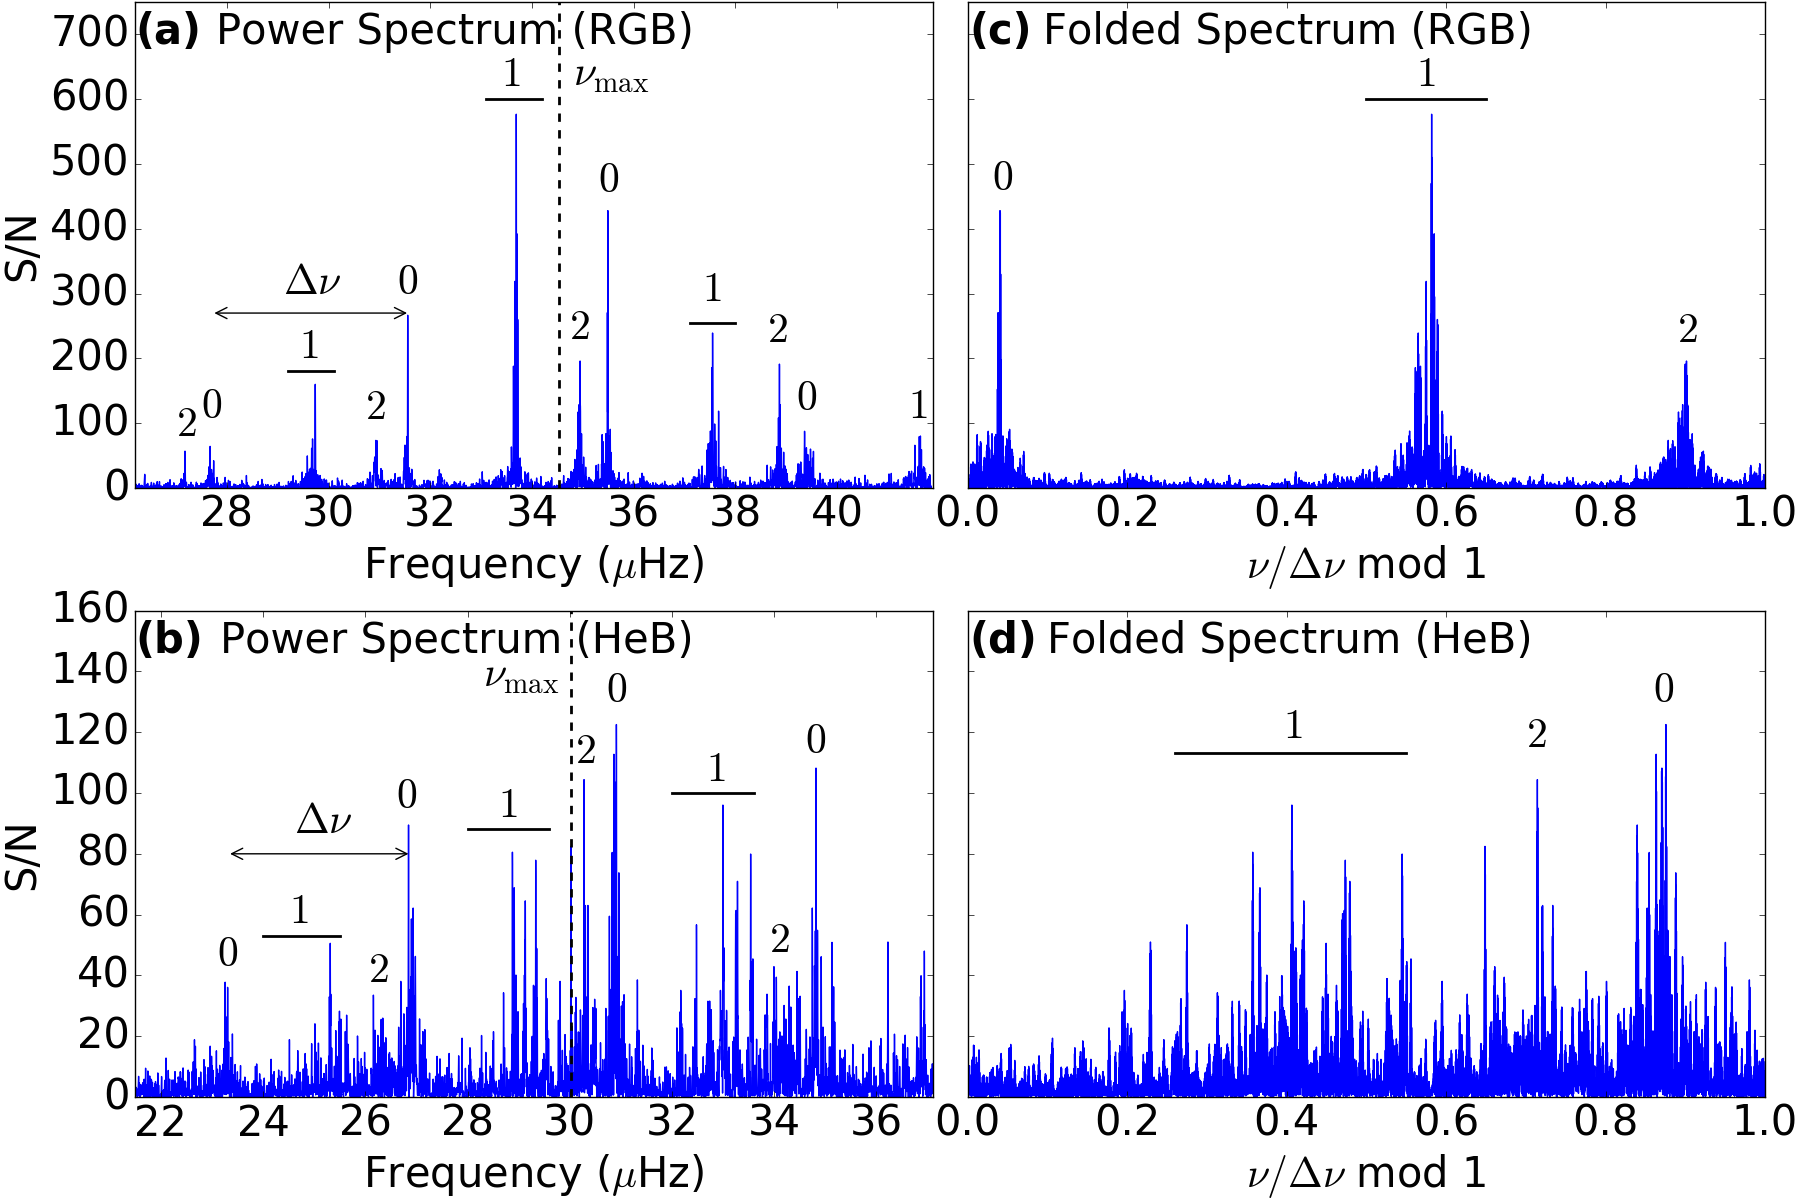 (a) Power Spectrum (RGB)
700
600
500
400
300
200
100
0
S/N
2 0 1 Δν 2 0 1 ν_max 2 0 1 2 0 1
28 30 32 34 36 38 40
Frequency (μHz)
(c) Folded Spectrum (RGB)
0 1 2
0.0 0.2 0.4 0.6 0.8 1.0
ν/Δν mod 1
(b) Power Spectrum (HeB)
160
140
120
100
80
60
40
20
0
S/N
0 1 Δν 2 0 1 ν_max 2 0 1 2 0
22 24 26 28 30 32 34 36
Frequency (μHz)
(d) Folded Spectrum (HeB)
1 2 0
0.0 0.2 0.4 0.6 0.8 1.0
ν/Δν mod 1